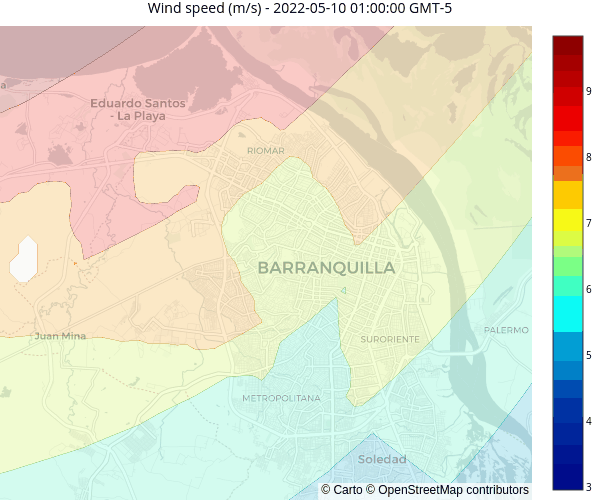 Wind speed (m/s) - 2022-05-10 01:00:00 GMT-5
a
Eduardo Santos
- La Playa
RIOMAR
BARRANQUILLA
Juan Mina
SURORIENTE
PALERMO
METROPOLITANA
Soledad
© Carto © OpenStreetMap contributors
9
8
7
6
5
4
3